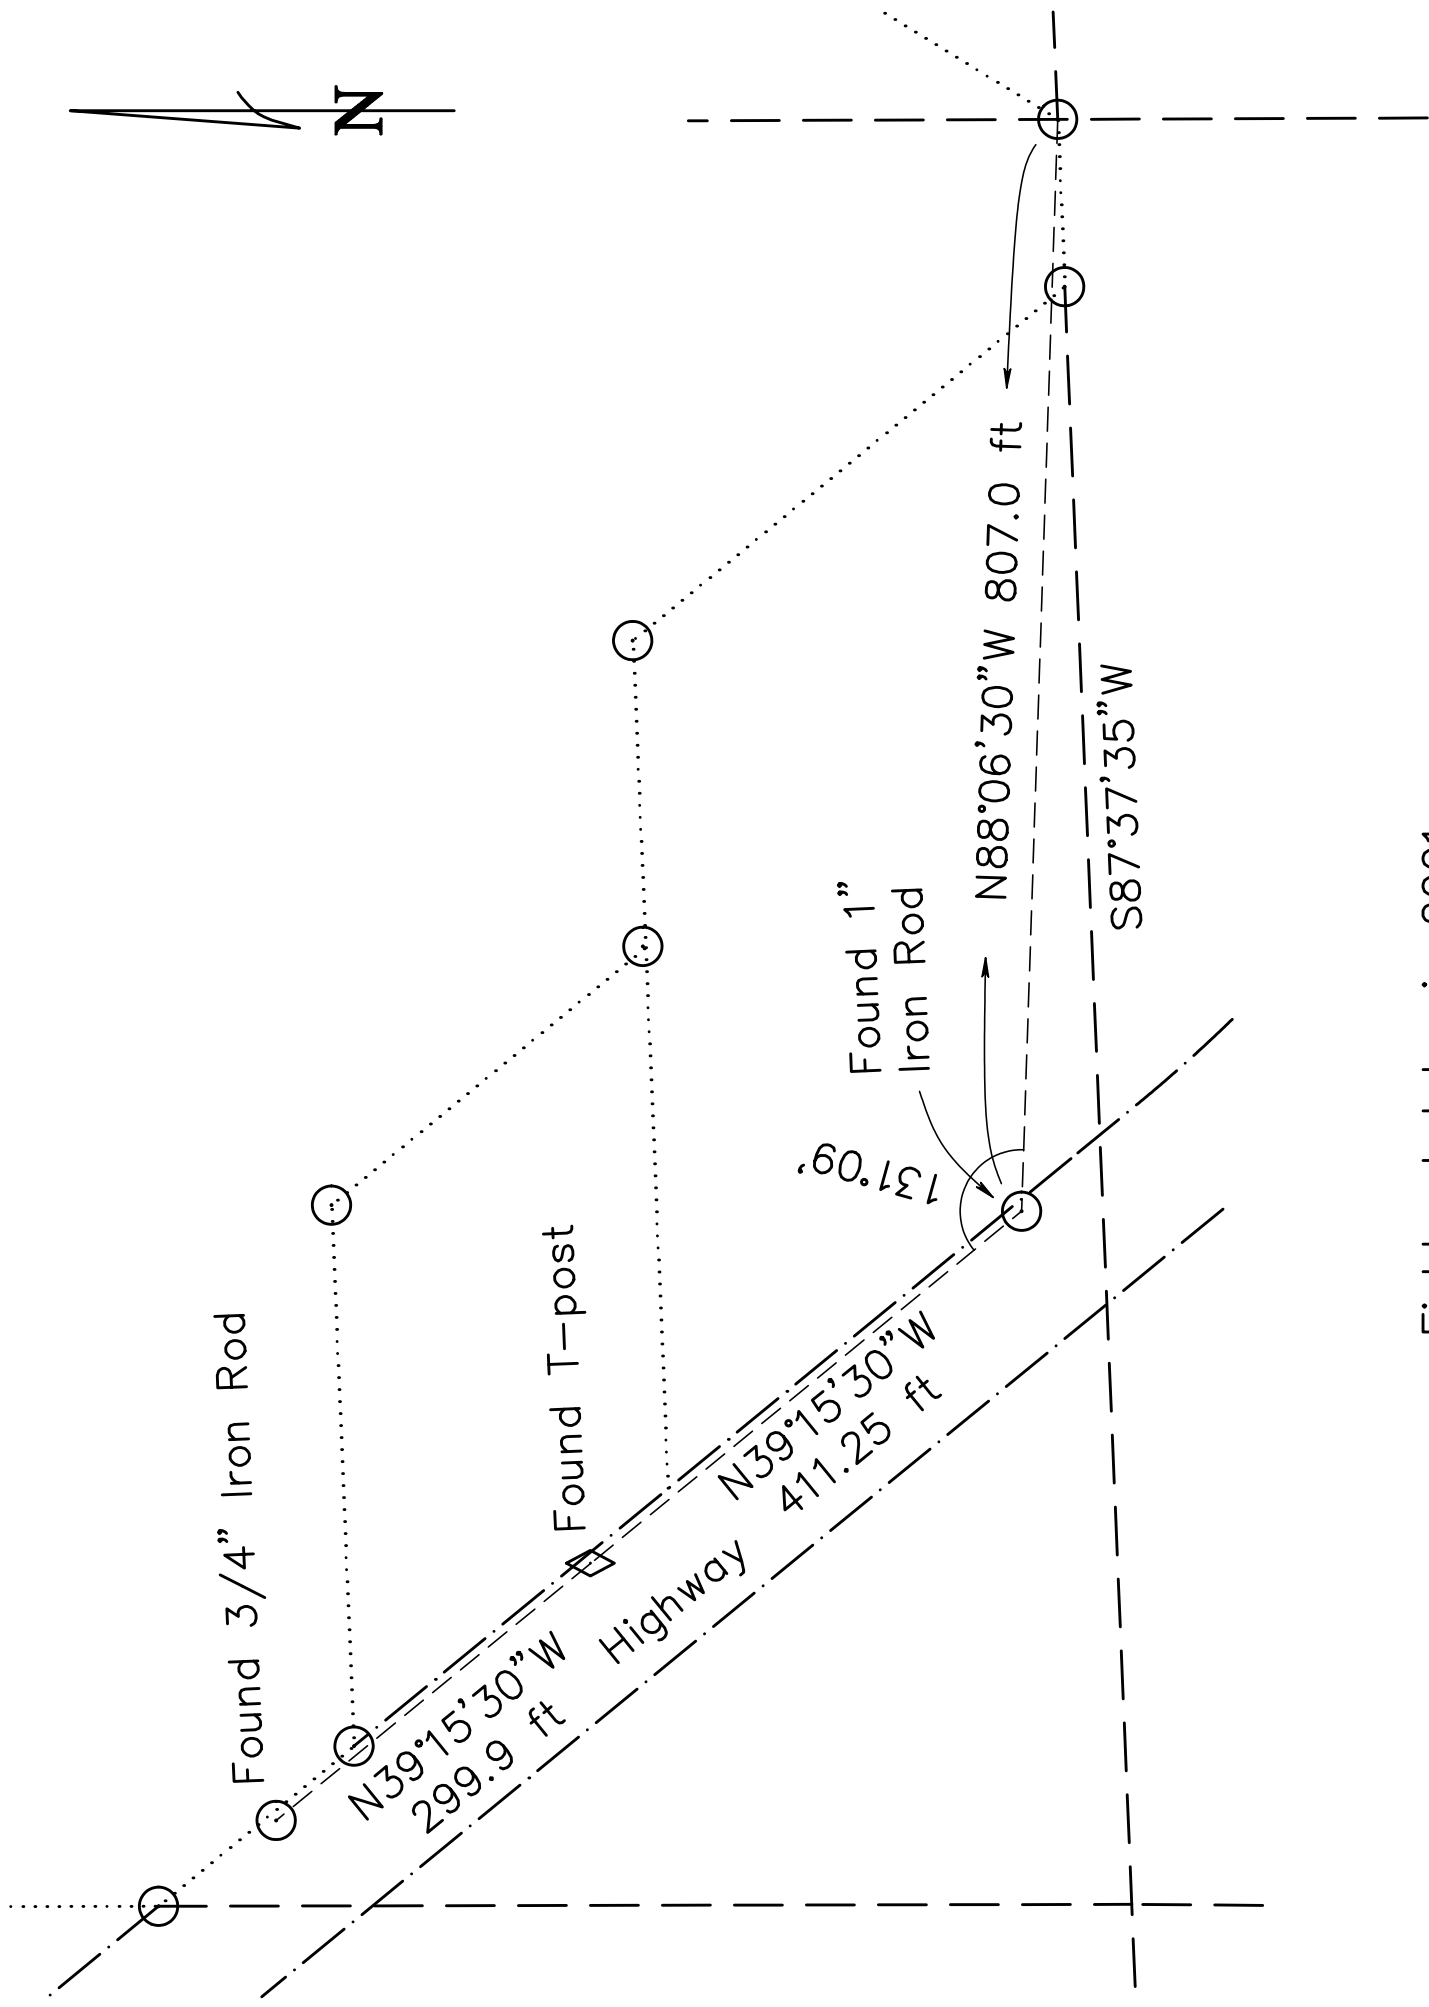 N
Found 3/4” Iron Rod
Found T-post
Found 1”
Iron Rod
131°09’
N88°06’30”W 807.0 ft
S87°37’35”W
N39°15’30”W
299.9 ft
Highway
N39°15’30”W
411.25 ft